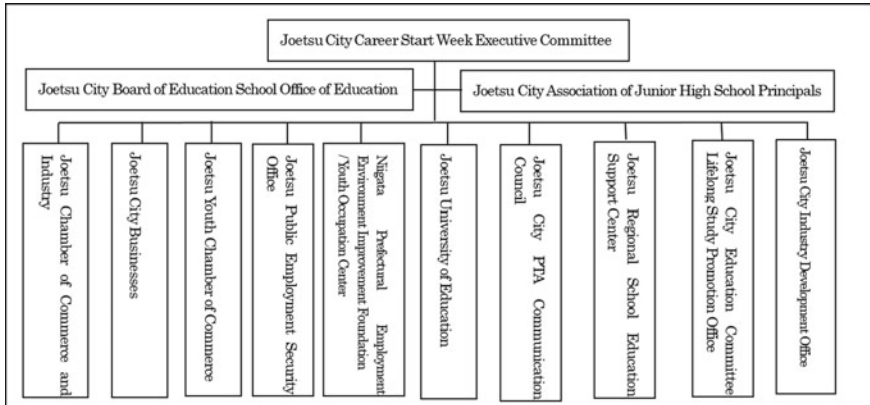 Joetsu City Career Start Week Executive Committee
Joetsu City Board of Education School Office of Education
Joetsu City Association of Junior High School Principals
Joetsu Chamber of Commerce and
Industry
Joetsu City Businesses
Joetsu Youth Chamber of Commerce
Joetsu Public Employment Security
Office
Niigata Prefectural Employment
Environment Improvement Foundation
/Youth Occupation Center
Joetsu University of Education
Joetsu City PTA Communication
Council
Joetsu Regional School Education
Support Center
Joetsu City Education Committee
Lifelong Study Promotion Office
Joetsu City Industry Development Office